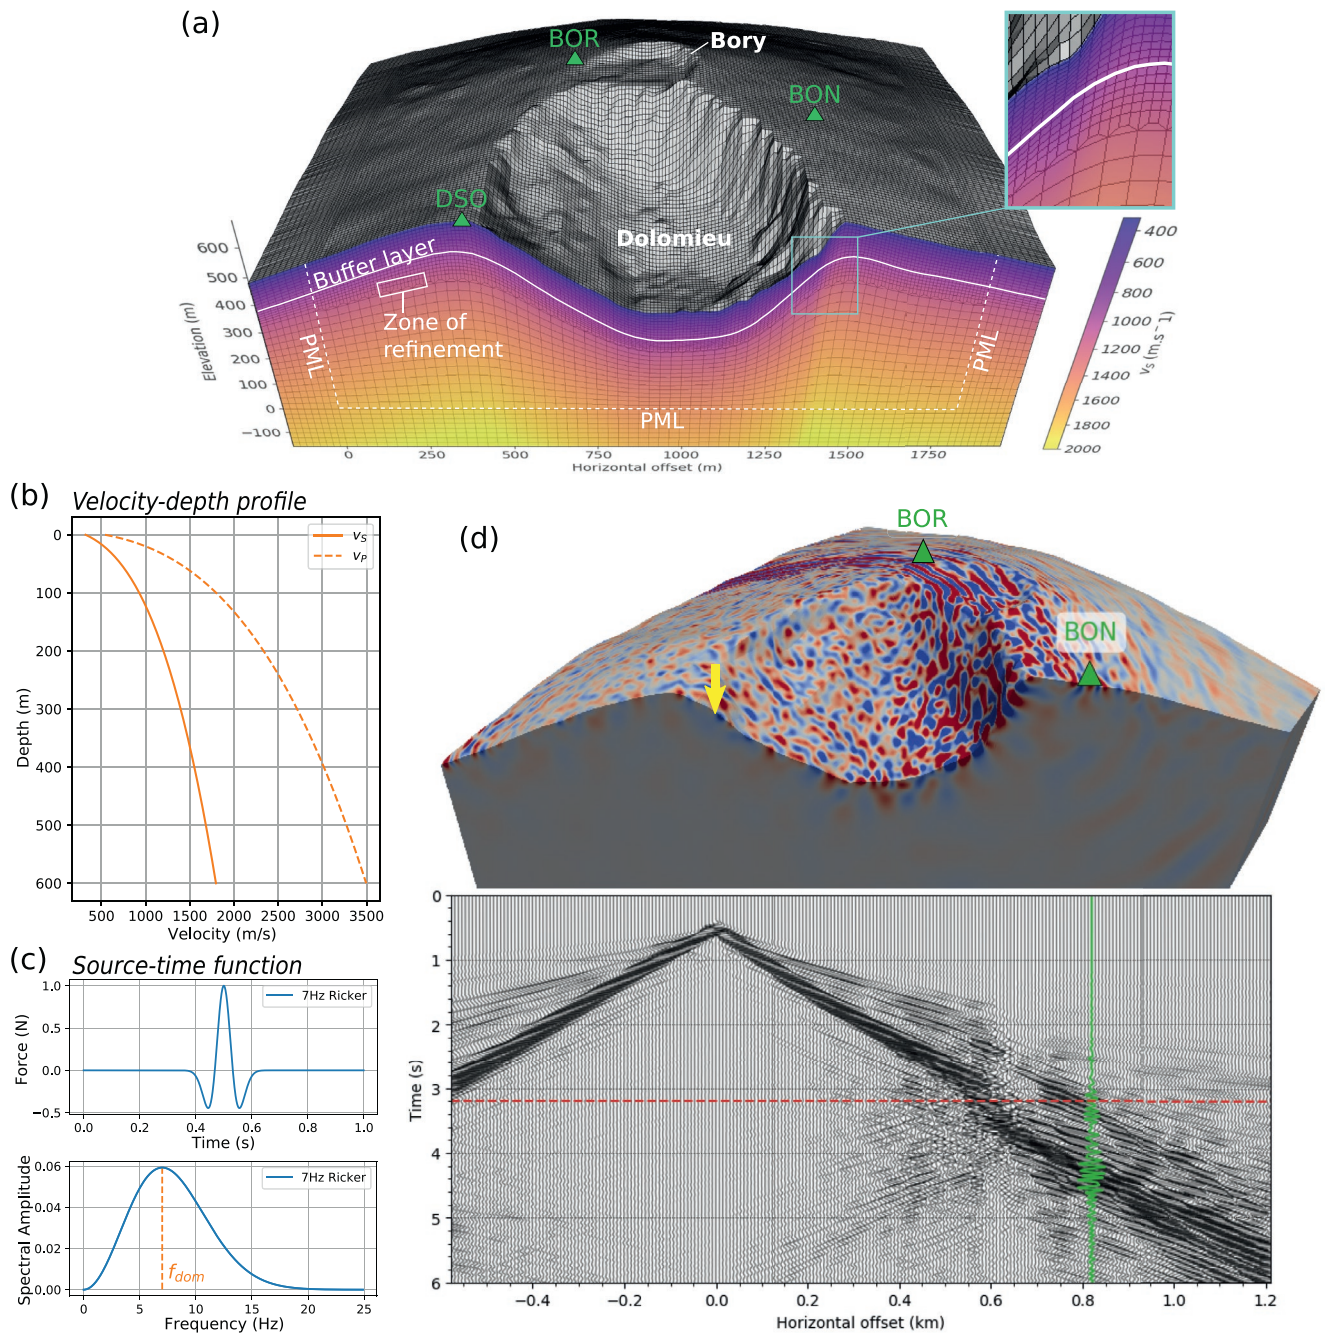 (a)
BOR
Bory
BON
DSO
Dolomieu
Buffer layer
Zone of
refinement
PML
PML
PML
600
500
400
300
200
100
0
−100
Elevation (m)
0 250 500 750 1000 1250 1500 1750
Horizontal offset (m)
400
600
800
1000
1200
1400
1600
1800
2000
vS (m.s−1)
(b)
Velocity-depth profile
vS
vP
0
100
200
300
400
500
600
Depth (m)
500 1000 1500 2000 2500 3000 3500
Velocity (m/s)
(c)
Source-time function
7Hz Ricker
1.0
0.5
0.0
−0.5
Force (N)
0.0 0.2 0.4 0.6 0.8 1.0
Time (s)
7Hz Ricker
0.06
0.04
0.02
0.00
Spectral Amplitude
fdom
0 5 10 15 20 25
Frequency (Hz)
(d)
BOR
BON
0
1
2
3
4
5
6
Time (s)
−0.4 −0.2 0.0 0.2 0.4 0.6 0.8 1.0 1.2
Horizontal offset (km)